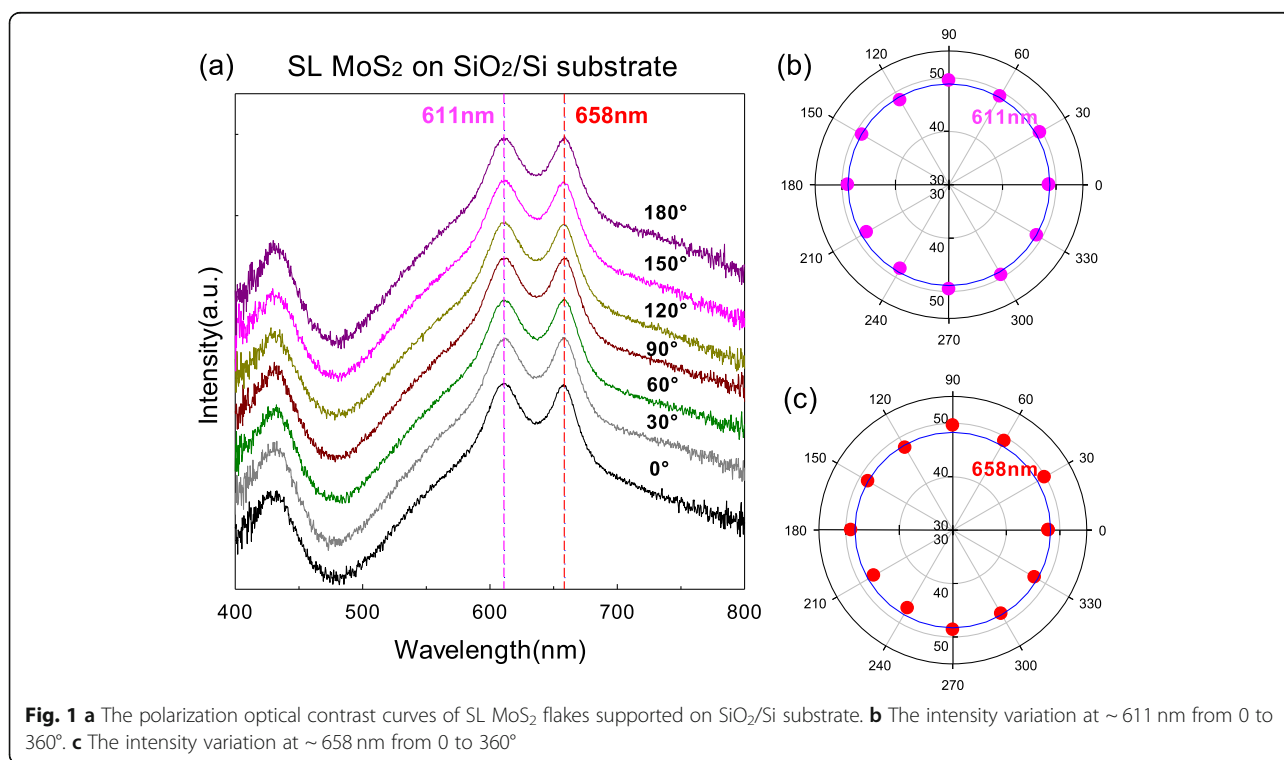 (a) SL MoS2 on SiO2/Si substrate
611nm 658nm
180°
150°
120°
90°
60°
30°
0°
Intensity(a.u.)
400 500 600 700 800
Wavelength(nm)
(b)
90
120 60
50
150 611nm 30
40
180 30 0
30
40
210 330
50
240 300
270
(c)
90
120 60
50
150 658nm 30
40
180 30 0
30
40
210 330
50
240 300
270
Fig. 1 a The polarization optical contrast curves of SL MoS2 flakes supported on SiO2/Si substrate. b The intensity variation at ~ 611 nm from 0 to
360°. c The intensity variation at ~ 658 nm from 0 to 360°